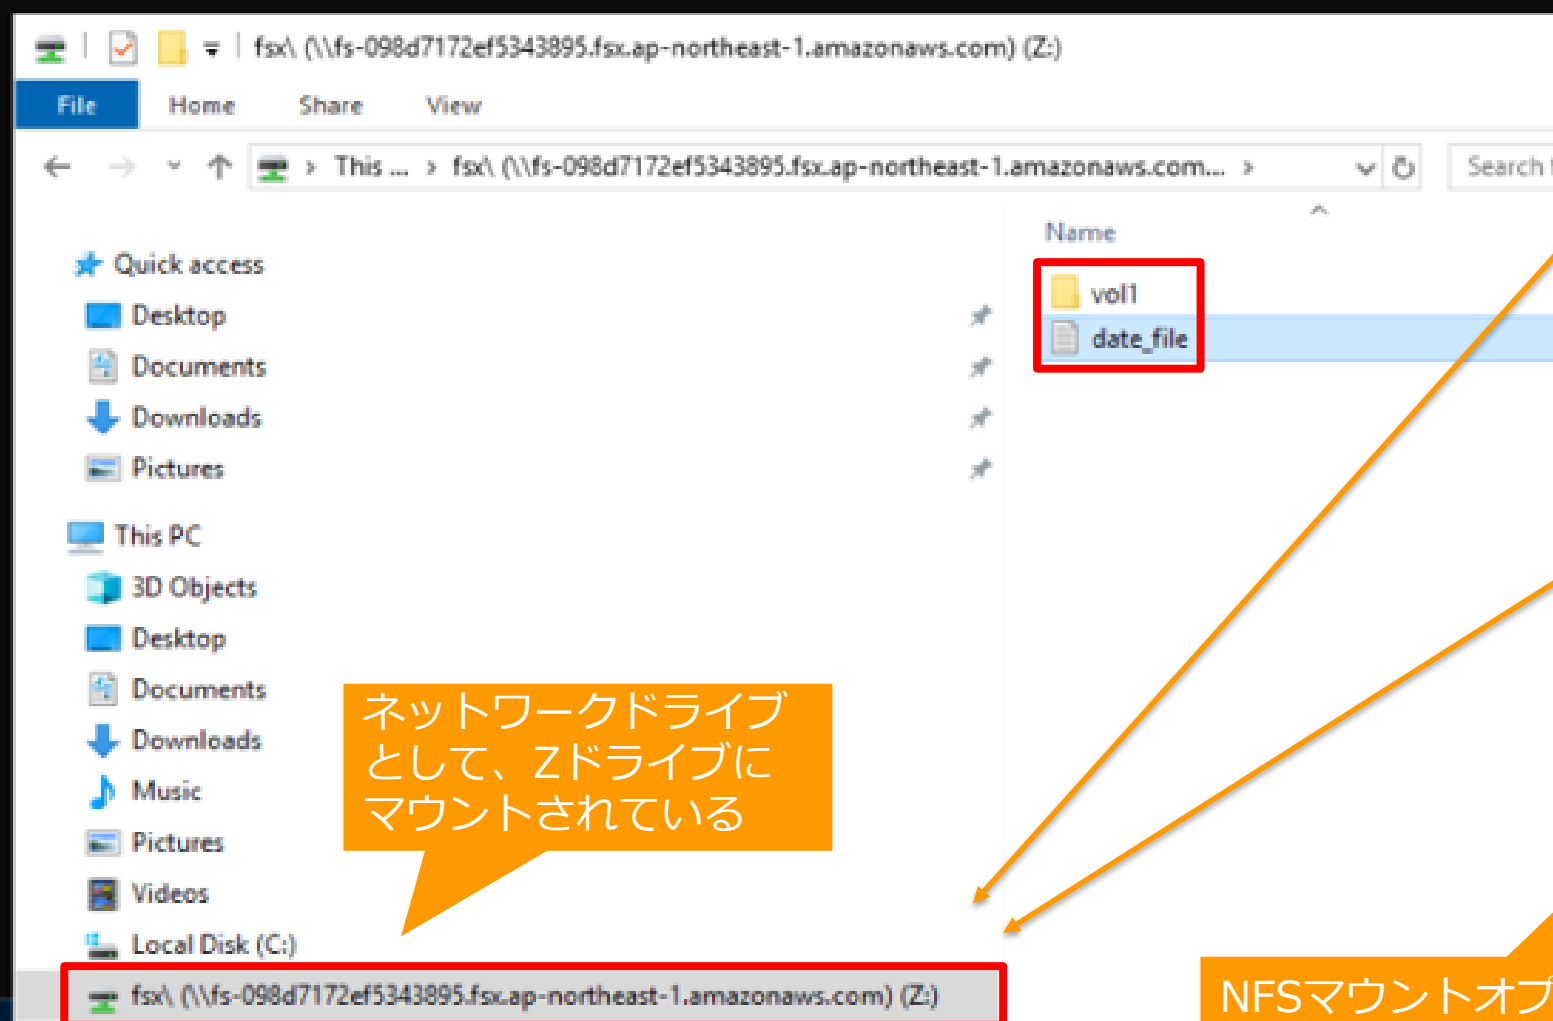 fsx\ (\\fs-098d7172ef5343895.fsx.ap-northeast-1.amazonaws.com) (Z:)
File Home Share View
This ... > fsx\ (\\fs-098d7172ef5343895.fsx.ap-northeast-1.amazonaws.com... >
Search
Name
vol1
date_file
Quick access
Desktop
Documents
Downloads
Pictures
This PC
3D Objects
Desktop
Documents
Downloads
Music
Pictures
Videos
Local Disk (C:)
fsx\ (\\fs-098d7172ef5343895.fsx.ap-northeast-1.amazonaws.com) (Z:)
ネットワークドライブ
として、Zドライブに
マウントされている
NFSマウントオプ